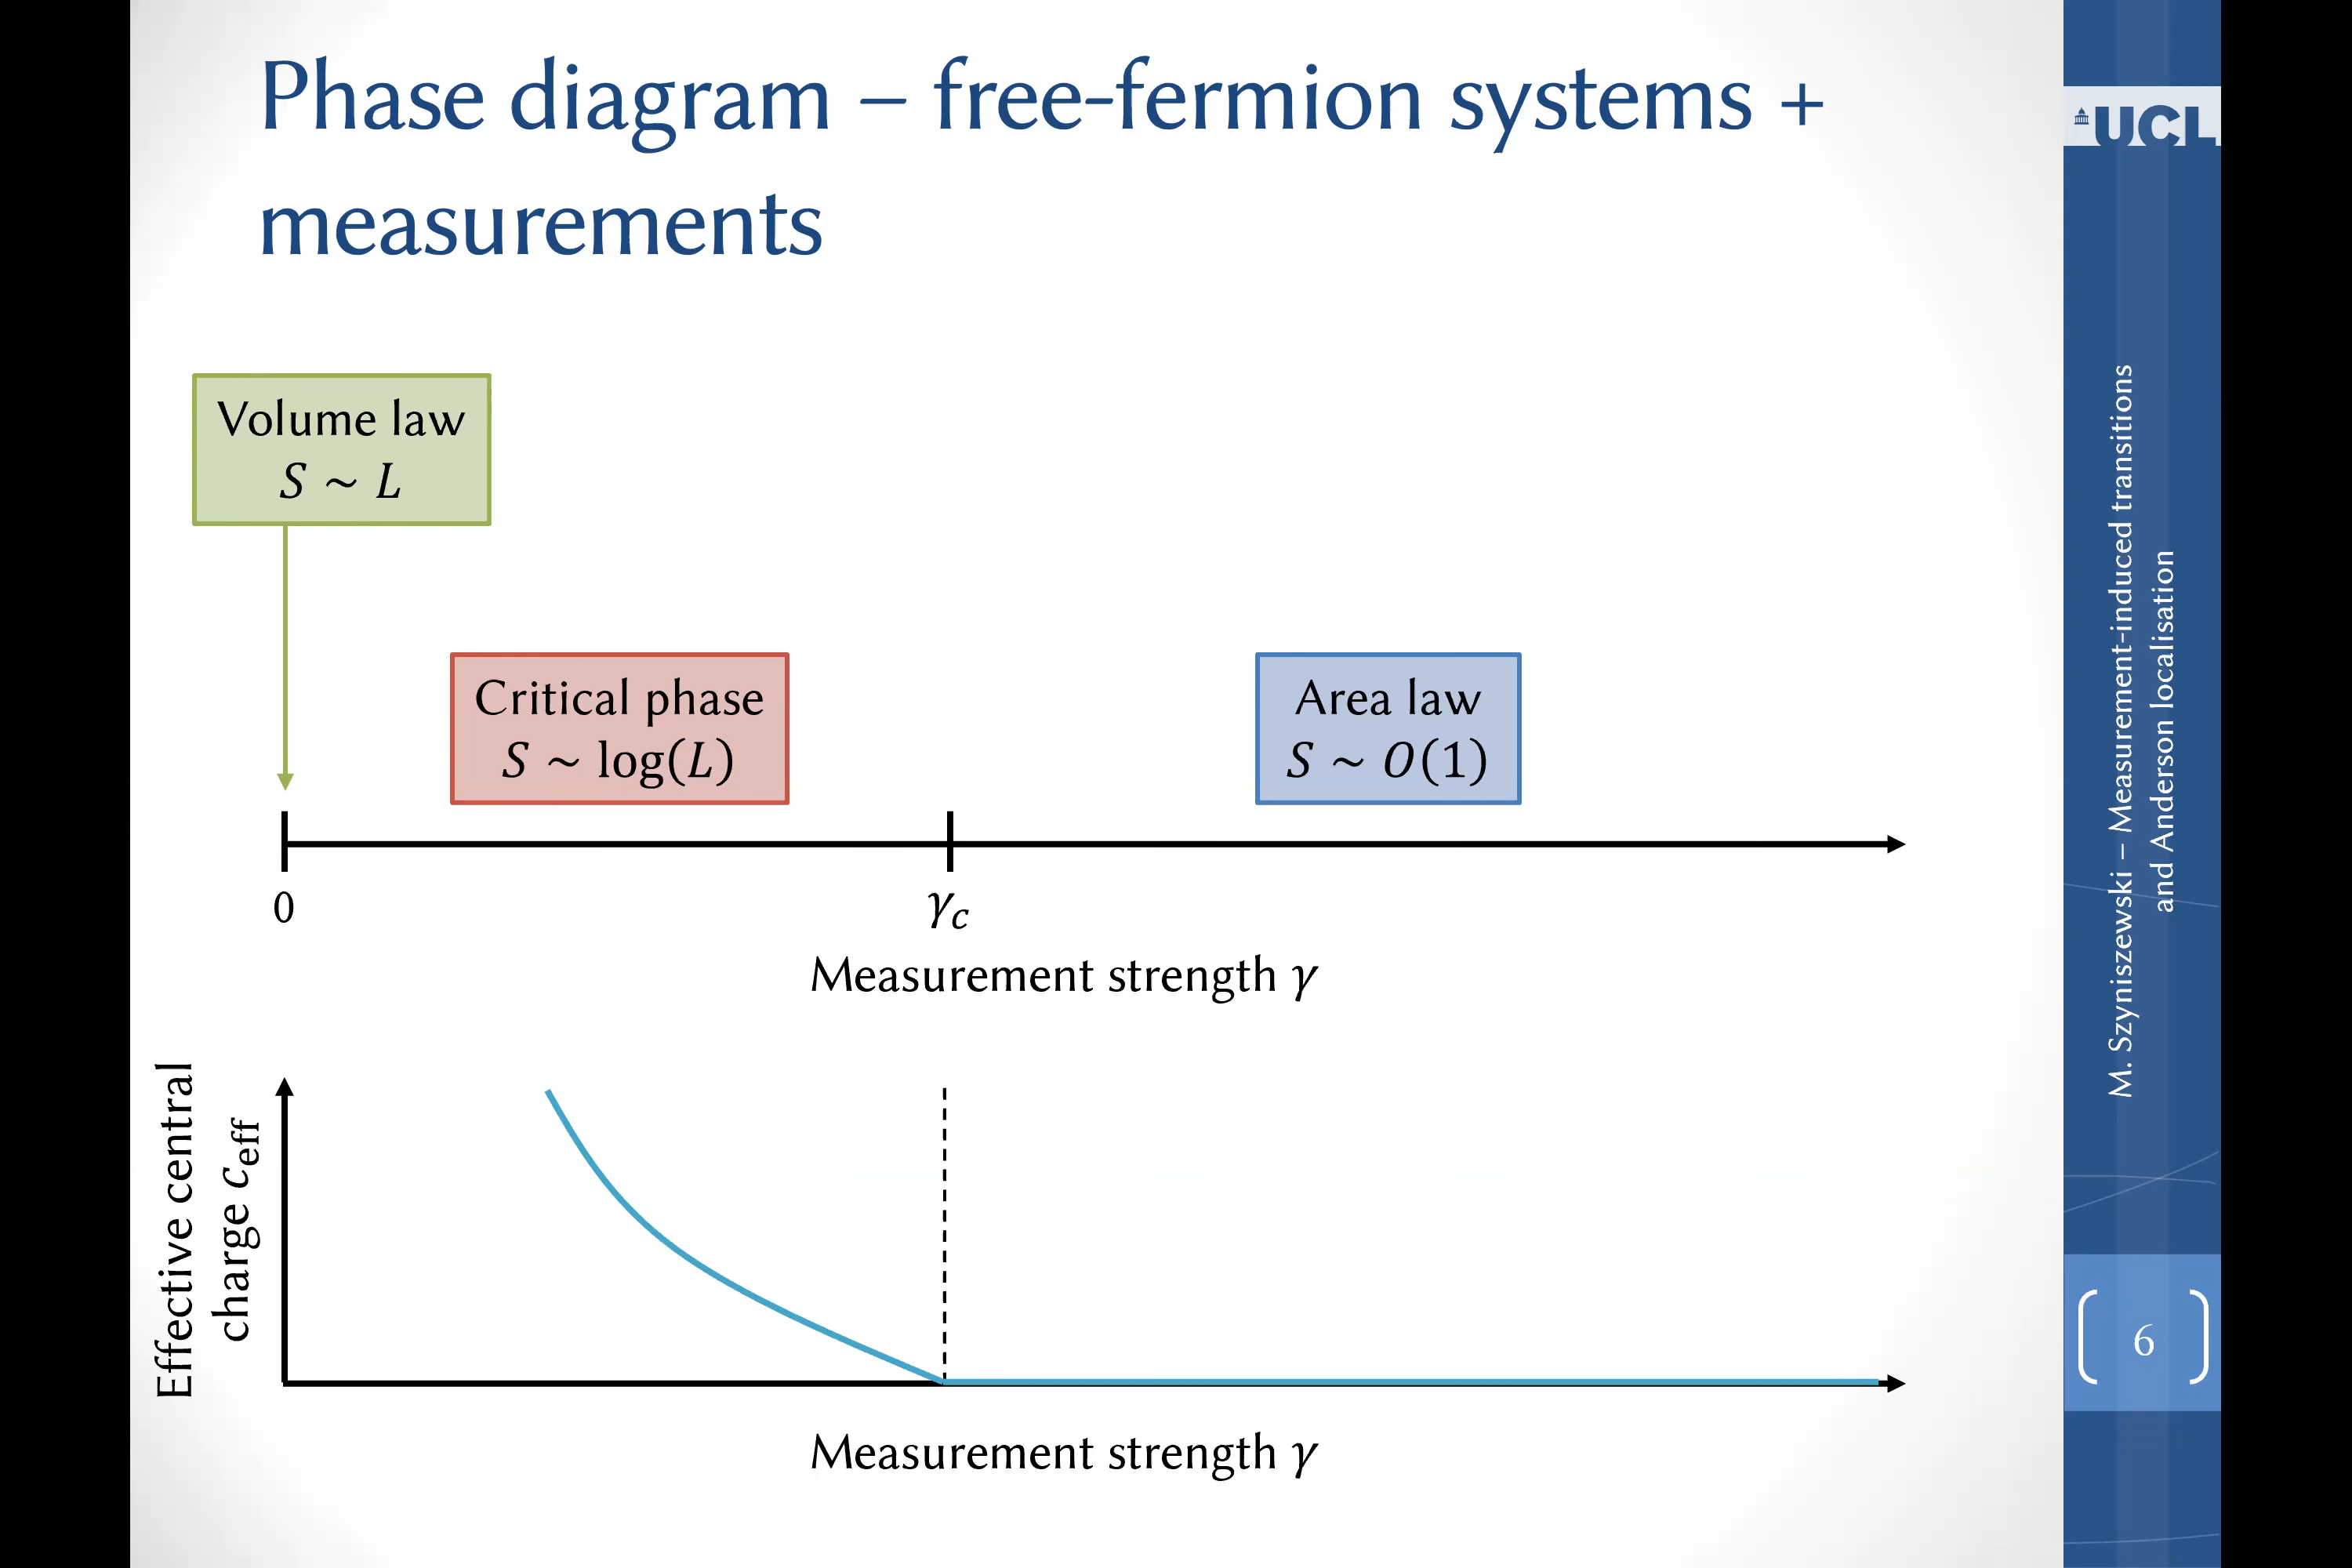 Phase diagram – free-fermion systems +
measurements
Volume law
S ~ L
Critical phase
S ~ log(L)
Area law
S ~ O(1)
0
γc
Measurement strength γ
Effective central
charge ceff
Measurement strength γ
UCL
M. Szyniszewski – Measurement-induced transitions
and Anderson localisation
6